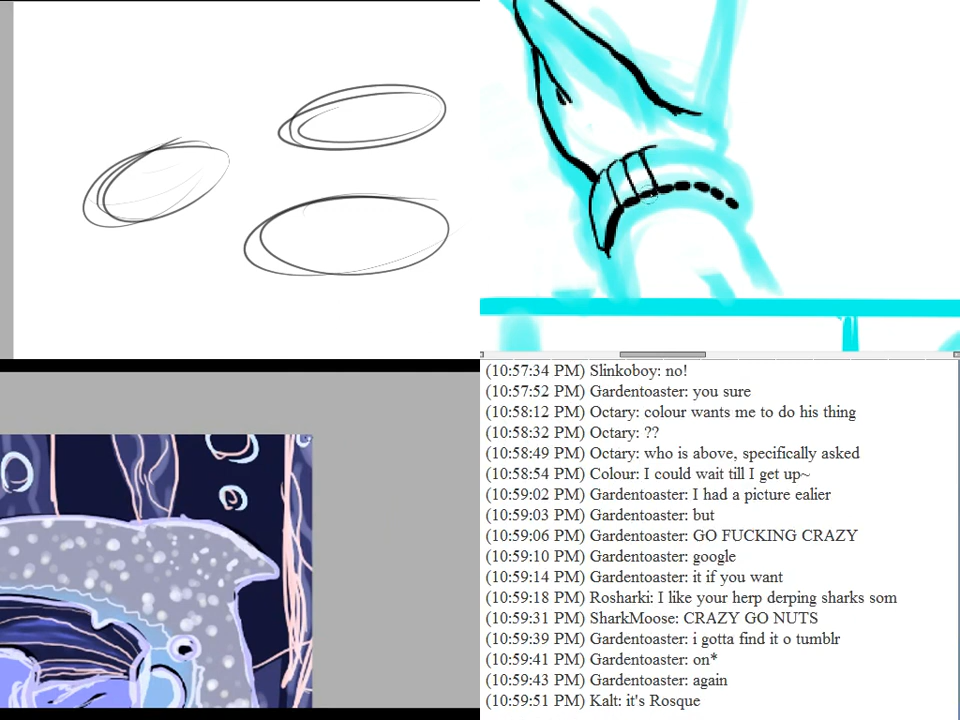 (10:57:34 PM) Slinkoboy: no!
(10:57:52 PM) Gardentoaster: you sure
(10:58:12 PM) Octary: colour wants me to do his thing
(10:58:32 PM) Octary: ??
(10:58:49 PM) Octary: who is above, specifically asked
(10:58:54 PM) Colour: I could wait till I get up~
(10:59:02 PM) Gardentoaster: I had a picture ealier
(10:59:03 PM) Gardentoaster: but
(10:59:06 PM) Gardentoaster: GO FUCKING CRAZY
(10:59:10 PM) Gardentoaster: google
(10:59:14 PM) Gardentoaster: it if you want
(10:59:18 PM) Rosharki: I like your herp derping sharks som
(10:59:31 PM) SharkMoose: CRAZY GO NUTS
(10:59:39 PM) Gardentoaster: i gotta find it o tumblr
(10:59:41 PM) Gardentoaster: on*
(10:59:43 PM) Gardentoaster: again
(10:59:51 PM) Kalt: it's Rosque